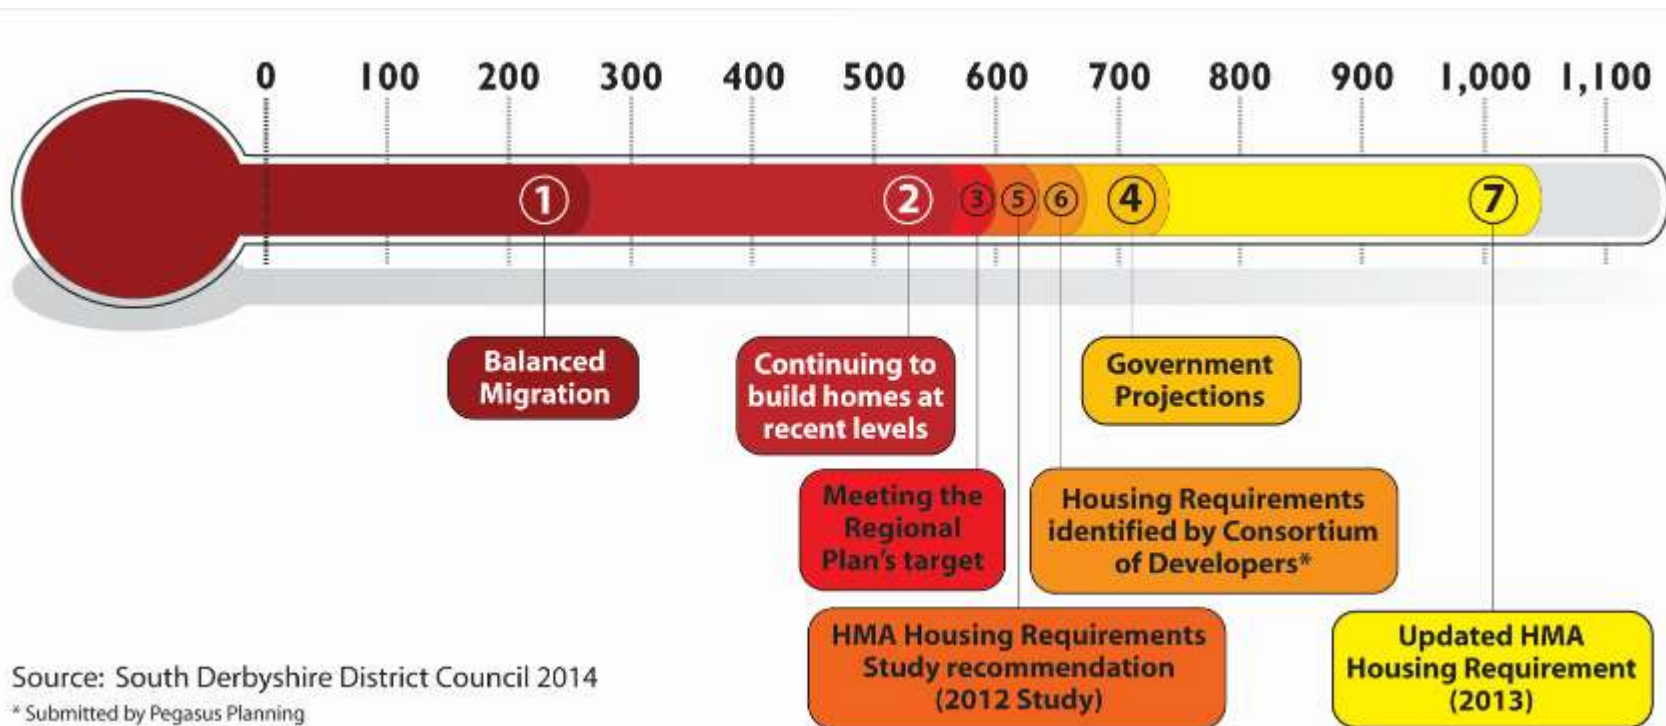 0 100 200 300 400 500 600 700 800 900 1,000 1,100
1 2 3 5 6 4 7
Balanced
Migration
Continuing to
build homes at
recent levels
Government
Projections
Meeting the
Regional
Plan's target
Housing Requirements
identified by Consortium
of Developers*
HMA Housing Requirements
Study recommendation
(2012 Study)
Updated HMA
Housing Requirement
(2013)
Source: South Derbyshire District Council 2014
* Submitted by Pegasus Planning